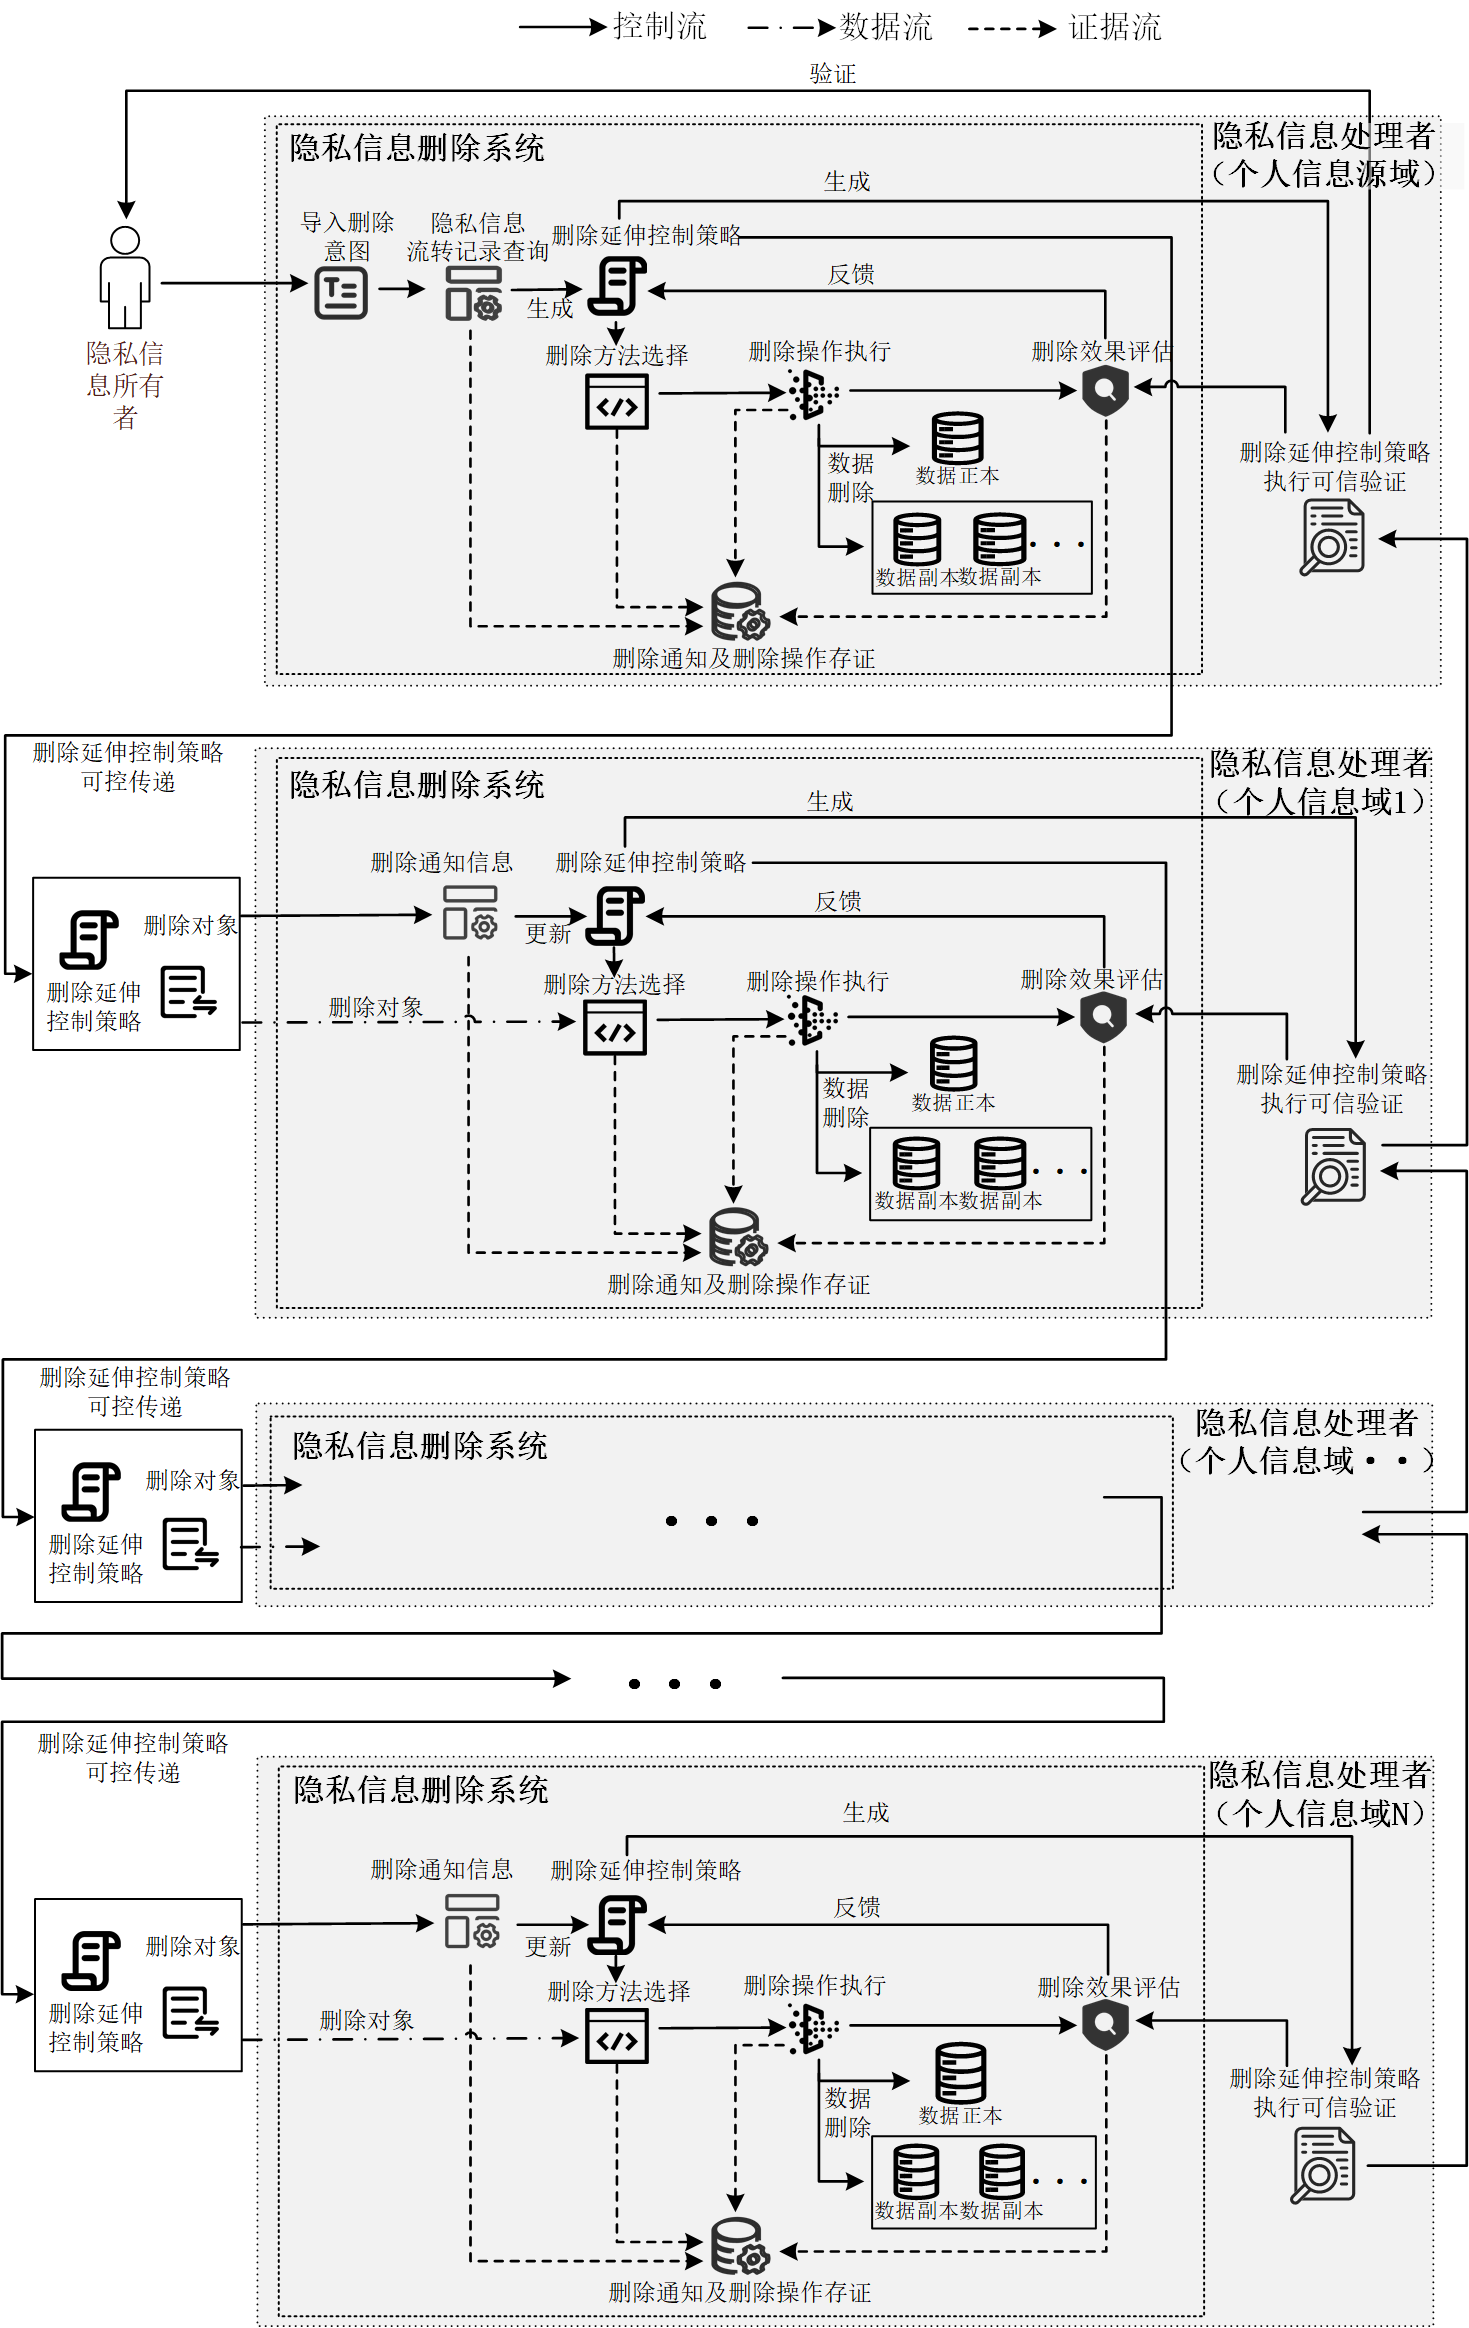 控制流
数据流
证据流
验证
隐私信息删除系统
隐私信息处理者
（个人信息源域）
生成
导入删除
意图
隐私信息
流转记录查询
删除延伸控制策略
反馈
生成
隐私信
息所有
者
删除方法选择
删除操作执行
删除效果评估
数据
删除
数据正本
删除延伸控制策略
执行可信验证
数据副本
数据副本
删除通知及删除操作存证
删除延伸控制策略
可控传递
隐私信息删除系统
隐私信息处理者
（个人信息域1）
生成
删除通知信息
删除延伸控制策略
反馈
更新
删除对象
删除延伸
控制策略
删除对象
删除方法选择
删除操作执行
删除效果评估
数据
删除
数据正本
删除延伸控制策略
执行可信验证
数据副本
数据副本
删除通知及删除操作存证
删除延伸控制策略
可控传递
隐私信息删除系统
隐私信息处理者
（个人信息域··）
删除对象
删除延伸
控制策略
···
···
删除延伸控制策略
可控传递
隐私信息删除系统
隐私信息处理者
（个人信息域N）
生成
删除通知信息
删除延伸控制策略
反馈
更新
删除对象
删除延伸
控制策略
删除对象
删除方法选择
删除操作执行
删除效果评估
数据
删除
数据正本
删除延伸控制策略
执行可信验证
数据副本
数据副本
删除通知及删除操作存证